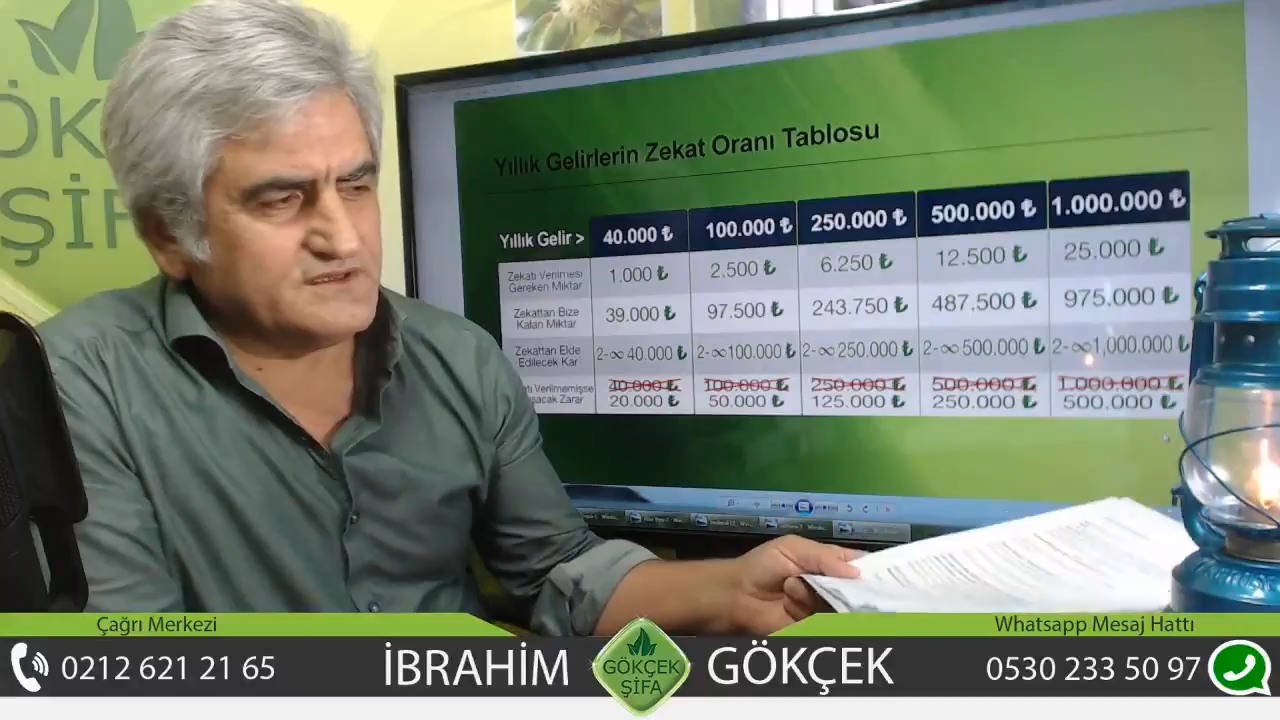 ÖK
ŞİF
Yıllık Gelirlerin Zekat Oranı Tablosu
Yıllık Gelir > 40.000 ₺ 100.000 ₺ 250.000 ₺ 500.000 ₺ 1.000.000 ₺
Zekatı Verilmesi
Gereken Miktar 1.000 ₺ 2.500 ₺ 6.250 ₺ 12.500 ₺ 25.000 ₺
Zekattan Bize
Kalan Miktar 39.000 ₺ 97.500 ₺ 243.750 ₺ 487.500 ₺ 975.000 ₺
Zekattan Elde
Edilecek Kar 2-∞40.000 ₺ 2-∞100.000 ₺ 2-∞250.000 ₺ 2-∞500.000 ₺ 2-∞1,000.000 ₺
Verilmemişse 40.000 ₺ 100.000 ₺ 250.000 ₺ 500.000 ₺ 1.000.000 ₺
Zarar 20.000 ₺ 50.000 ₺ 125.000 ₺ 250.000 ₺ 500.000 ₺
Çağrı Merkezi
Whatsapp Mesaj Hattı
0212 621 21 65 İBRAHİM GÖKÇEK 0530 233 50 97
GÖKÇEK
ŞİFA